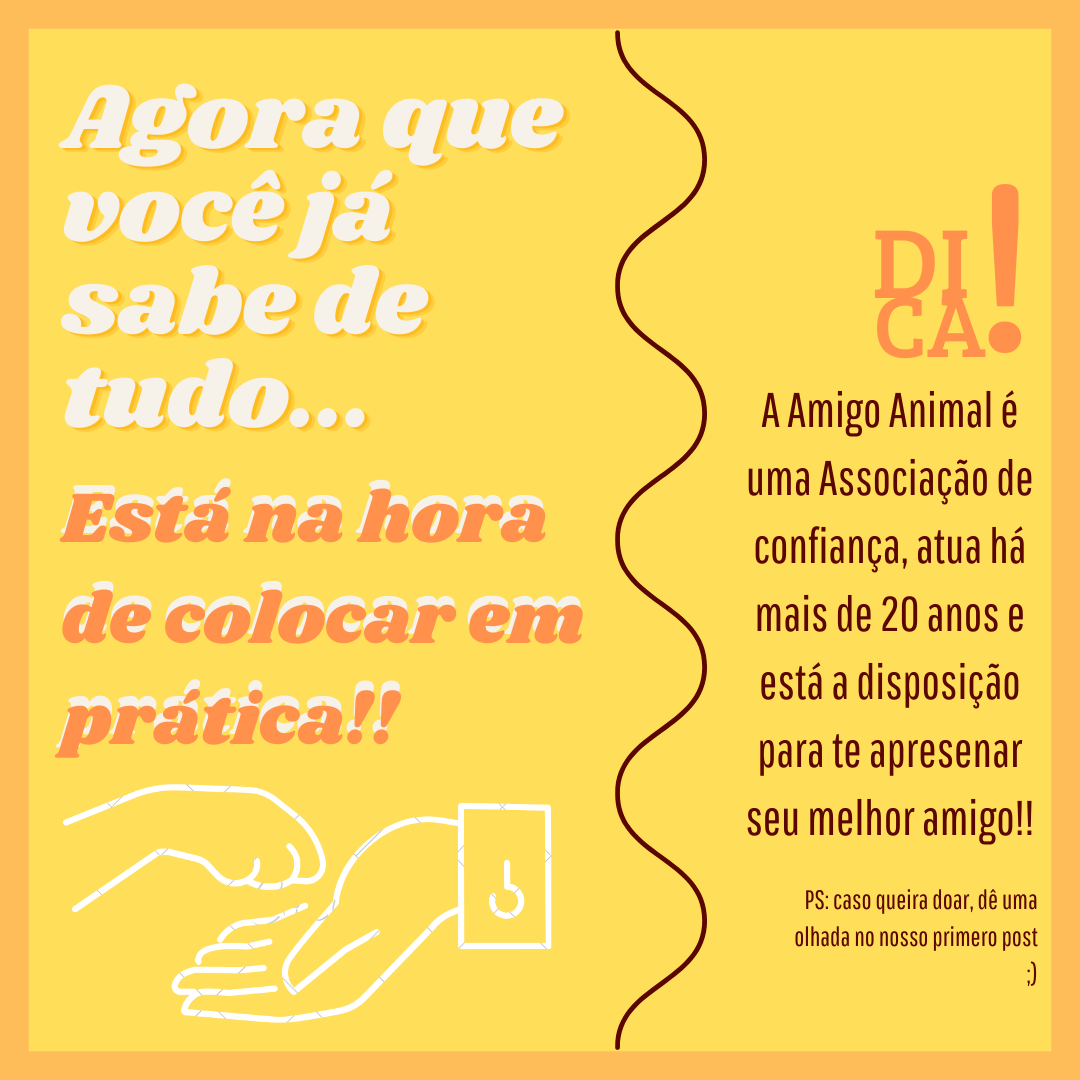 Agora que
você já
sabe de
tudo...
Está na hora
de colocar em
prática!!
DI
CA!
A Amigo Animal é
uma Associação de
confiança, atua há
mais de 20 anos e
está a disposição
para te apresenar
seu melhor amigo!!
PS: caso queira doar, dê uma
olhada no nosso primero post
;)